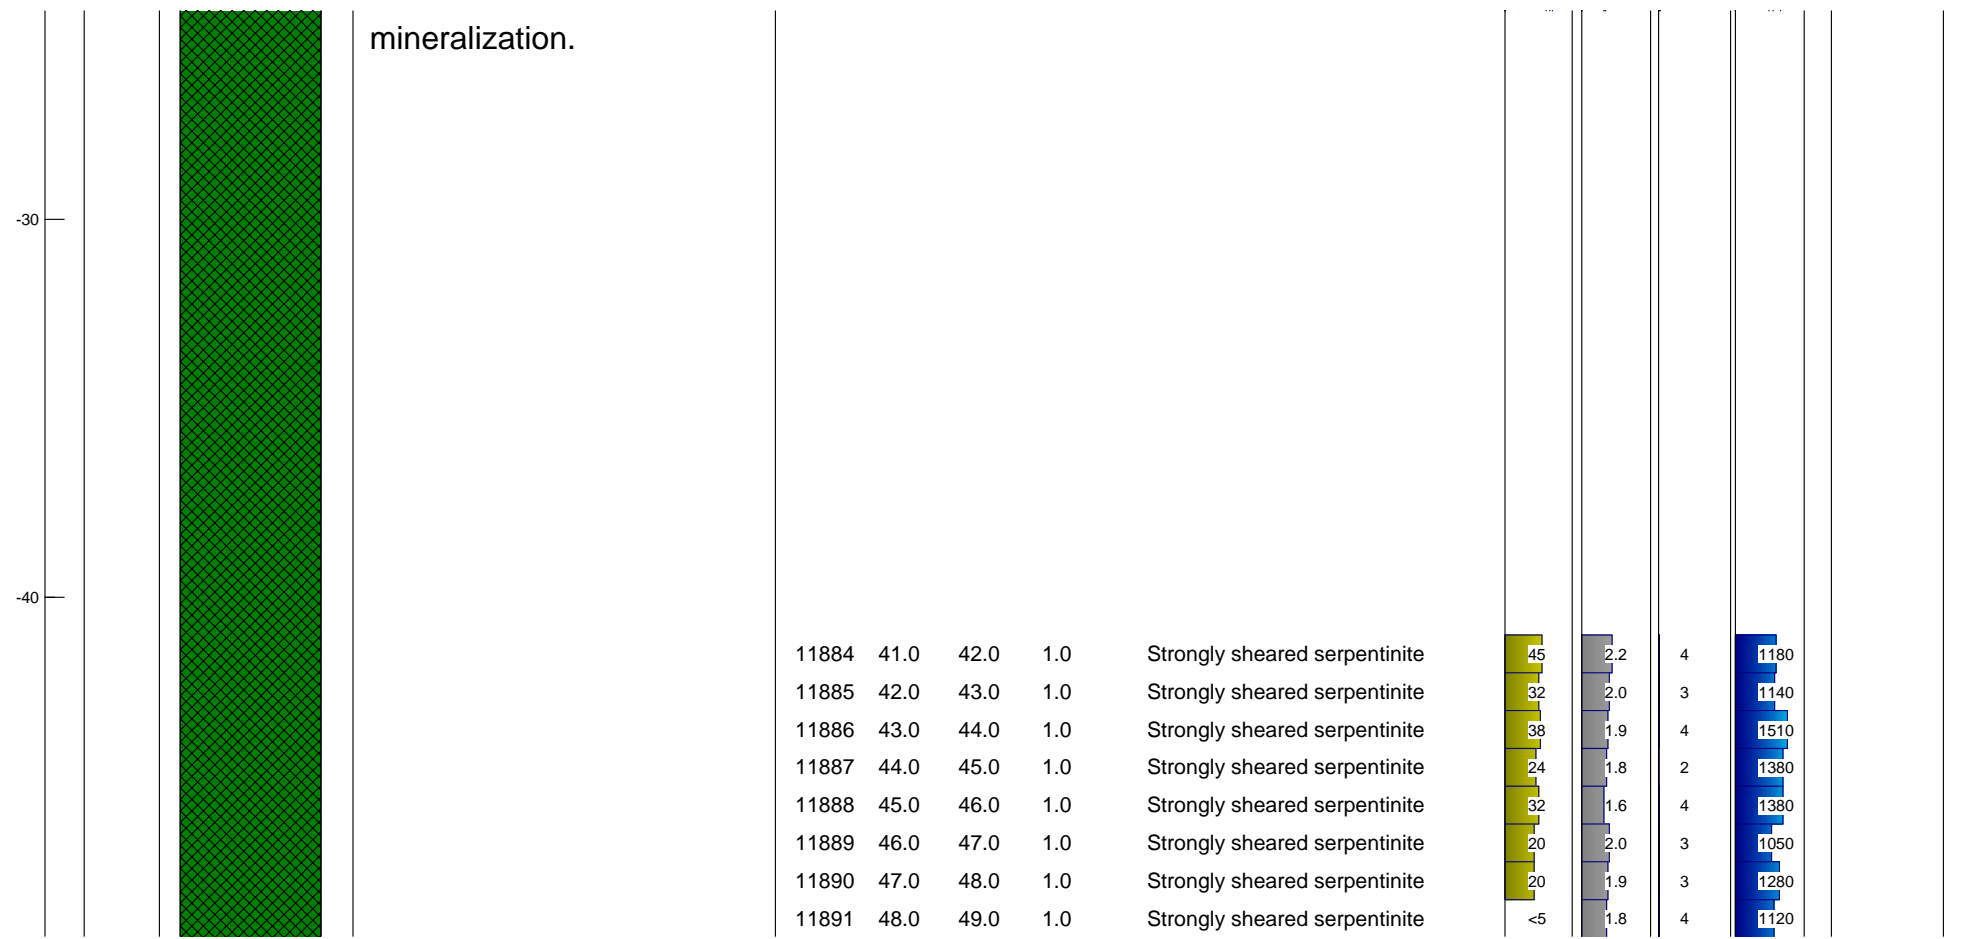 mineralization.
-30
-40
11884 41.0 42.0 1.0 Strongly sheared serpentinite 45 2.2 4 1180
11885 42.0 43.0 1.0 Strongly sheared serpentinite 32 2.0 3 1140
11886 43.0 44.0 1.0 Strongly sheared serpentinite 38 1.9 4 1510
11887 44.0 45.0 1.0 Strongly sheared serpentinite 24 1.8 2 1380
11888 45.0 46.0 1.0 Strongly sheared serpentinite 32 1.6 4 1380
11889 46.0 47.0 1.0 Strongly sheared serpentinite 20 2.0 3 1050
11890 47.0 48.0 1.0 Strongly sheared serpentinite 20 1.9 3 1280
11891 48.0 49.0 1.0 Strongly sheared serpentinite <5 1.8 4 1120